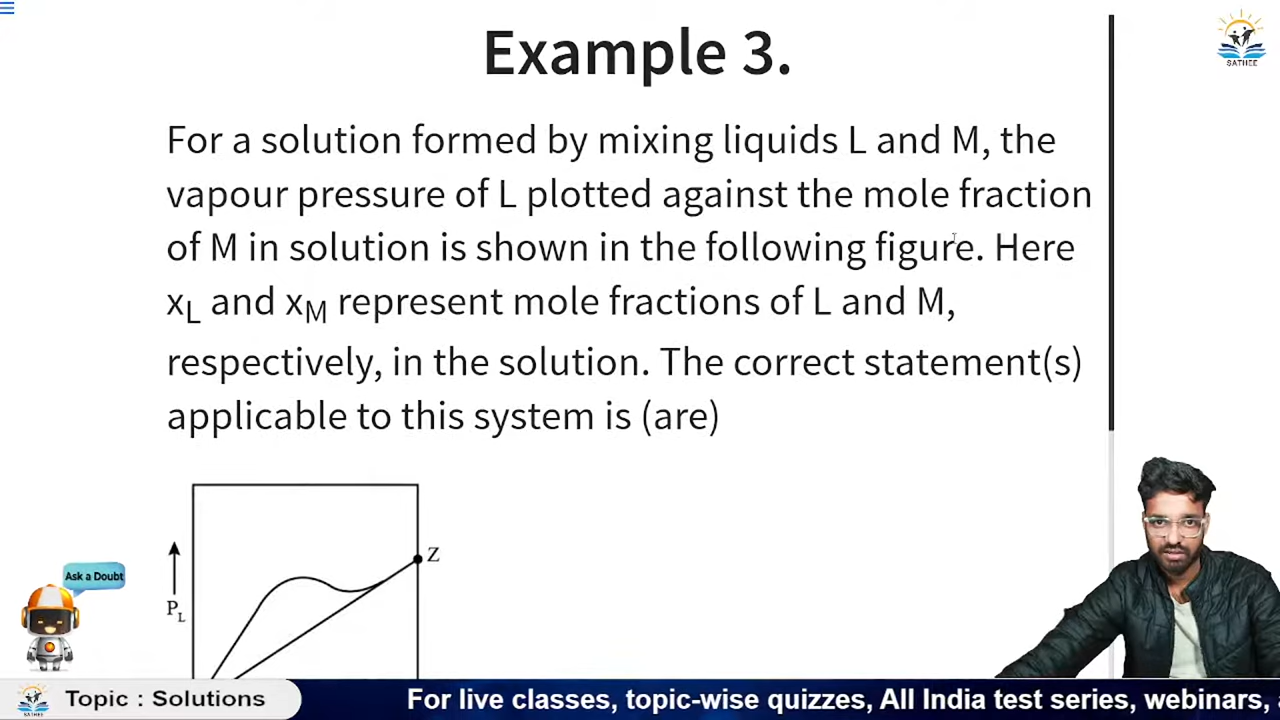 SATHEE
Example 3.
For a solution formed by mixing liquids L and M, the
vapour pressure of L plotted against the mole fraction
of M in solution is shown in the following figure. Here
xL and xM represent mole fractions of L and M,
respectively, in the solution. The correct statement(s)
applicable to this system is (are)
Z
Ask a Doubt
PL
SATHEE
Topic : Solutions
For live classes, topic-wise quizzes, All India test series, webinars,